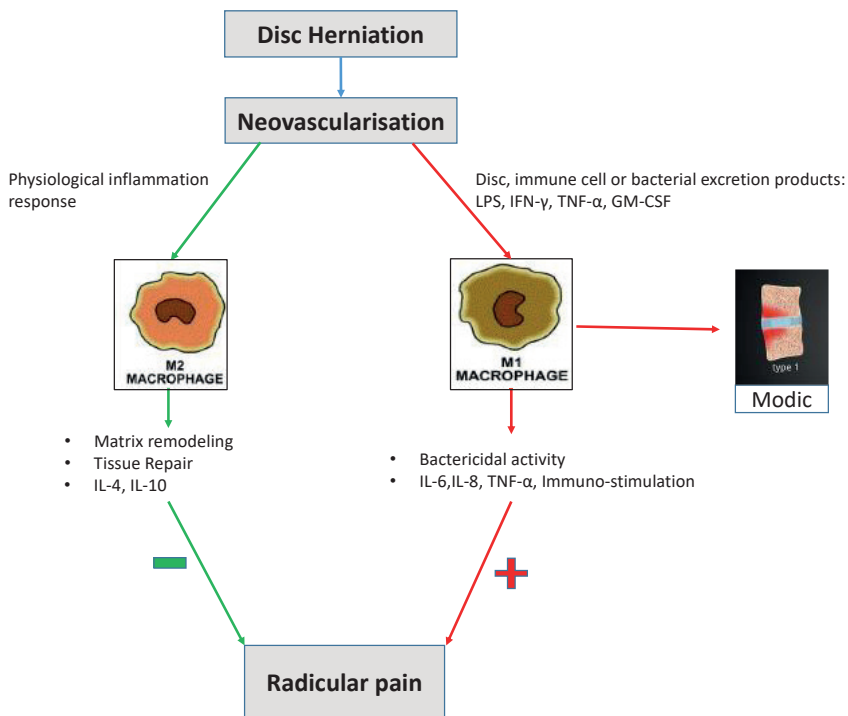 Disc Herniation
Neovascularisation
Physiological inflammation
response
Disc, immune cell or bacterial excretion products:
LPS, IFN-γ, TNF-α, GM-CSF
M2
MACROPHAGE
M1
MACROPHAGE
type 1
Modic
• Matrix remodeling
• Tissue Repair
• IL-4, IL-10
• Bactericidal activity
• IL-6,IL-8, TNF-α, Immuno-stimulation
Radicular pain